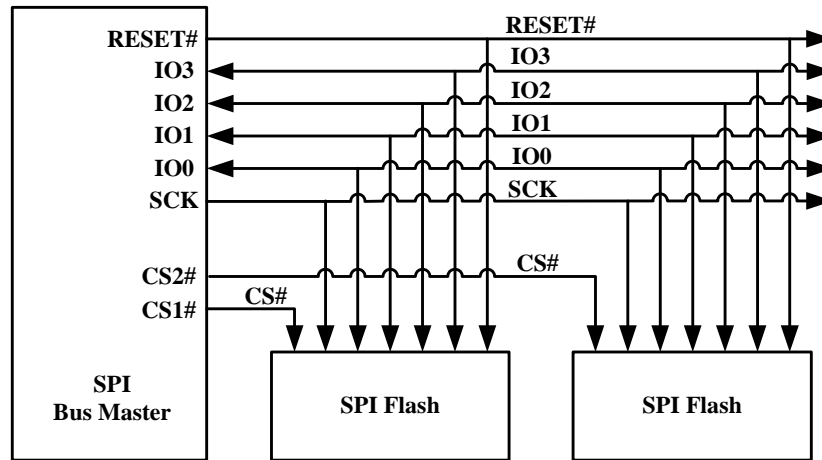 RESET# RESET#
IO3 IO3
IO2 IO2
IO1 IO1
IO0 IO0
SCK SCK
CS2# CS#
CS1# CS#
SPI
Bus Master
SPI Flash SPI Flash